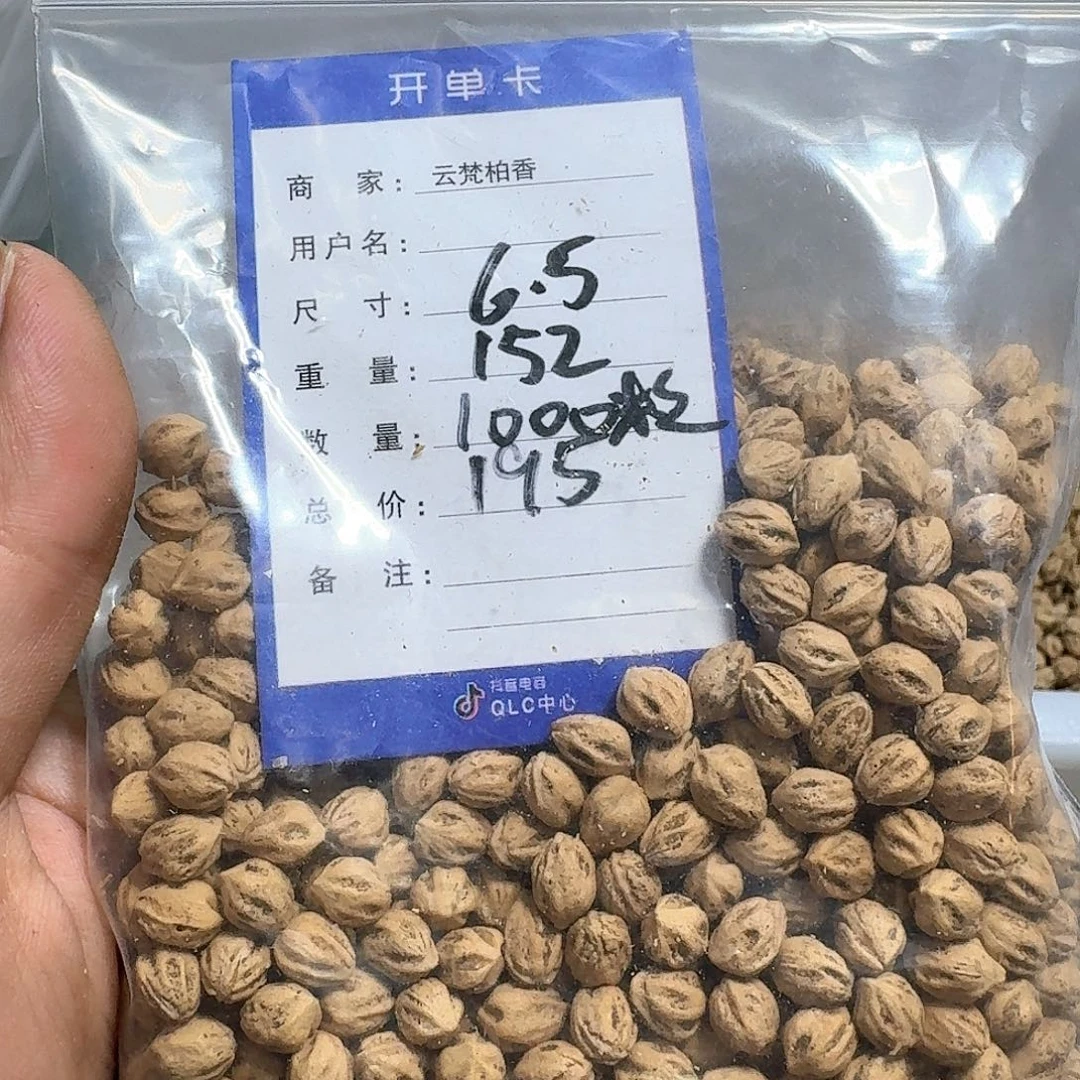 开单卡
商 家： 云梵柏香
用户名：
尺 寸： 6.5
重 量： 152
数 量： 1000粒
总 价： 195
备 注：
抖音电商
QLC中心